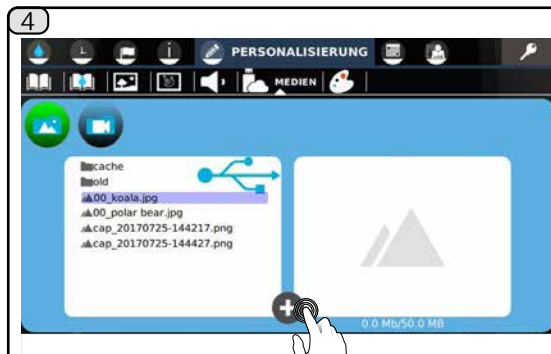 4
PERSONALISIERUNG
MEDIEN
cache
old
00_koala.jpg
00_polar bear.jpg
cap_20170725-144217.png
cap_20170725-144427.png
0.0 Mb/50.0 MB